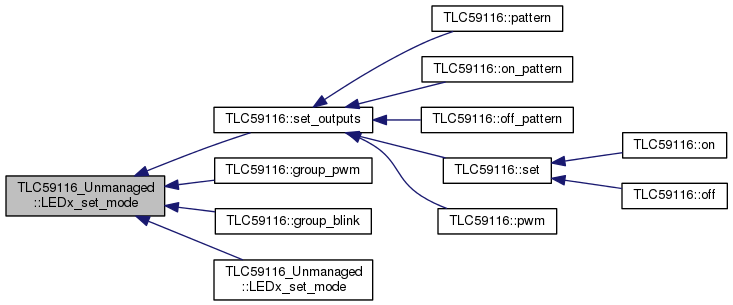 TLC59116_Unmanaged
::LEDx_set_mode
TLC59116::set_outputs
TLC59116::pattern
TLC59116::on_pattern
TLC59116::off_pattern
TLC59116::set
TLC59116::on
TLC59116::off
TLC59116::pwm
TLC59116::group_pwm
TLC59116::group_blink
TLC59116_Unmanaged
::LEDx_set_mode